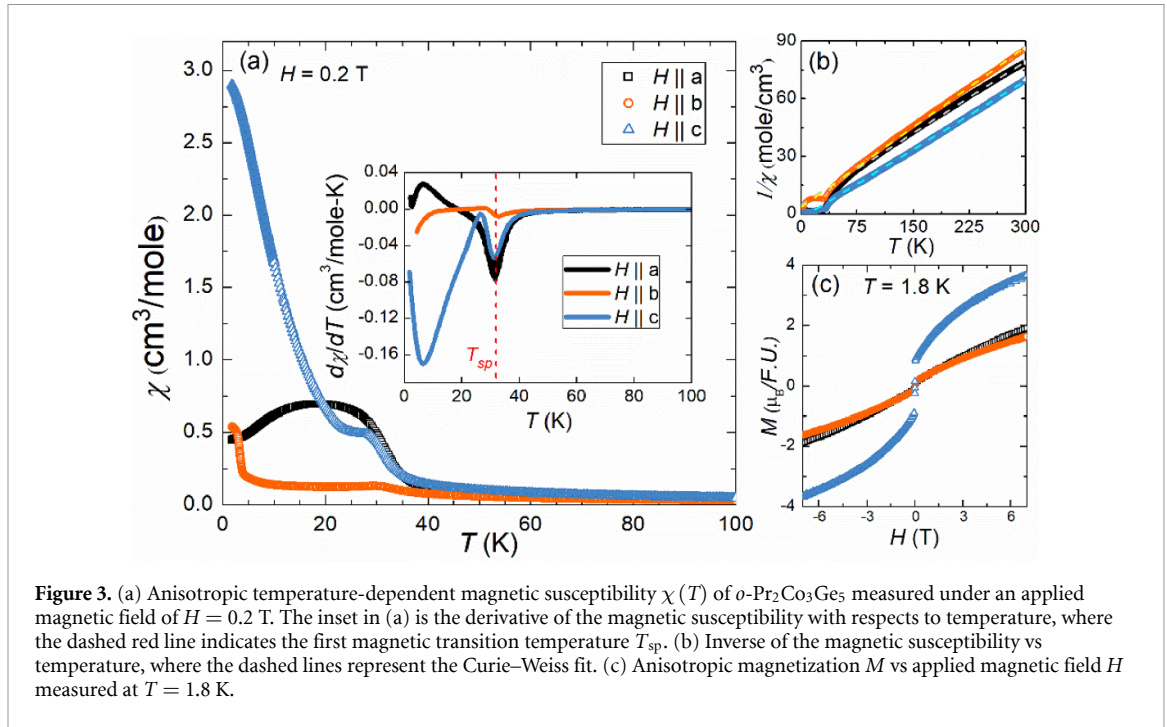 (a)
H = 0.2 T
H || a
H || b
H || c
3.0
2.5
2.0
1.5
1.0
0.5
0.0
χ (cm³/mole)
0
20
40
60
80
100
T (K)
0.04
0.00
-0.04
-0.08
-0.12
-0.16
dχ/dT (cm³/mole-K)
H || a
H || b
H || c
T_sp
0
20
40
60
80
100
T (K)
(b)
90
60
30
0
1/χ (mole/cm³)
0
75
150
225
300
T (K)
(c)
T = 1.8 K
4
2
0
-2
-4
M (μ_B/F.U.)
-6
-3
0
3
6
H (T)
Figure 3. (a) Anisotropic temperature-dependent magnetic susceptibility χ (T) of o-Pr₂Co₃Ge₅ measured under an applied
magnetic field of H = 0.2 T. The inset in (a) is the derivative of the magnetic susceptibility with respects to temperature, where
the dashed red line indicates the first magnetic transition temperature T_sp. (b) Inverse of the magnetic susceptibility vs
temperature, where the dashed lines represent the Curie–Weiss fit. (c) Anisotropic magnetization M vs applied magnetic field H
measured at T = 1.8 K.